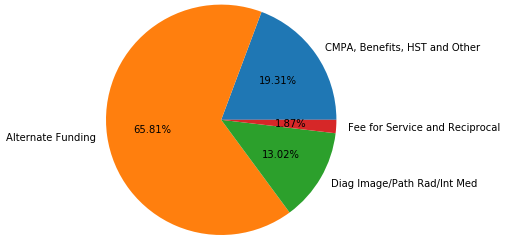 CMPA, Benefits, HST and Other
19.31%
Alternate Funding
65.81%
1.87%
Fee for Service and Reciprocal
13.02%
Diag Image/Path Rad/Int Med